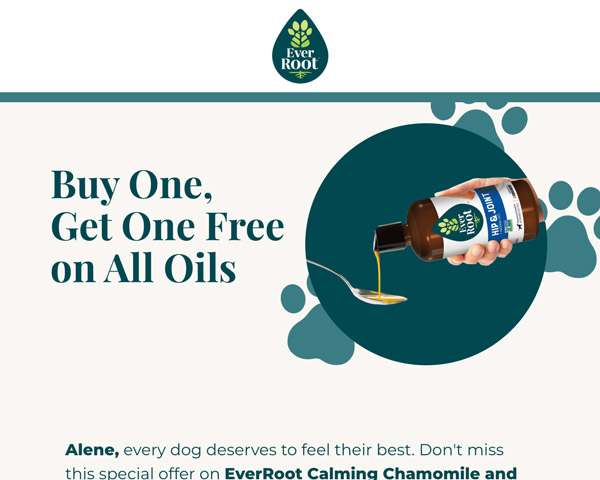 Ever
ROOT
Buy One,
Get One Free
on All Oils
Ever
ROOT
HIP & JOINT
Alene, every dog deserves to feel their best. Don't miss
this special offer on EverRoot Calming Chamomile and